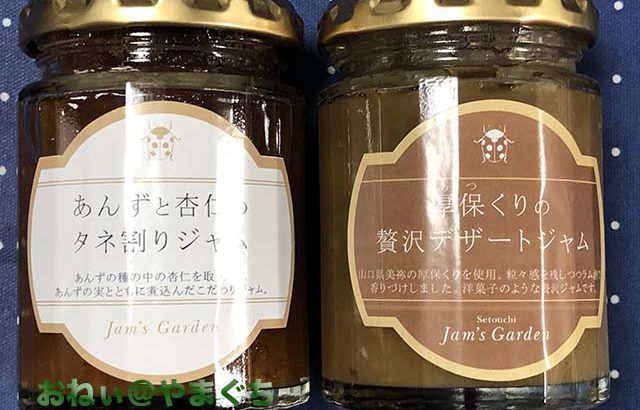 あんずと杏仁の
タネ割りジャム
あんずの種の中の杏仁を取
あんずの実とともに煮込んだこだわりジャム。
Jam's Garden
あつ
厚保くりの
贅沢デザートジャム
山口県美祢の厚保くりを使用。粒々感を残しつつラム酒で
香りづけしました。洋菓子のような贅沢ジャムです。
Setouchi
Jam's Garden
おねぃ@やまぐち